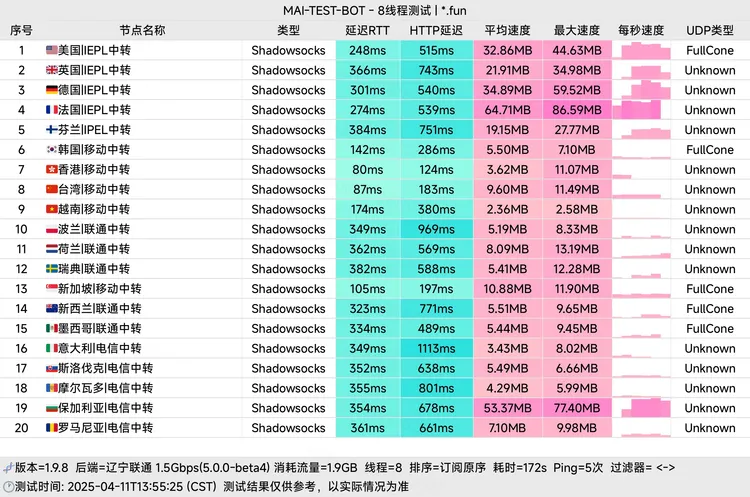 MAI-TEST-BOT - 8线程测试 | *.fun
序号 节点名称 类型 延迟RTT HTTP延迟 平均速度 最大速度 每秒速度 UDP类型
1 美国|IEPL中转 Shadowsocks 248ms 515ms 32.86MB 44.63MB FullCone
2 英国|IEPL中转 Shadowsocks 366ms 743ms 21.91MB 34.98MB Unknown
3 德国|IEPL中转 Shadowsocks 301ms 540ms 34.89MB 59.52MB Unknown
4 法国|IEPL中转 Shadowsocks 274ms 539ms 64.71MB 86.59MB Unknown
5 芬兰|IPEL中转 Shadowsocks 384ms 751ms 19.15MB 27.77MB Unknown
6 韩国|移动中转 Shadowsocks 142ms 286ms 5.50MB 7.10MB FullCone
7 香港|移动中转 Shadowsocks 80ms 124ms 3.62MB 11.07MB Unknown
8 台湾|移动中转 Shadowsocks 87ms 183ms 9.60MB 11.49MB Unknown
9 越南|移动中转 Shadowsocks 174ms 380ms 2.36MB 2.58MB Unknown
10 波兰|联通中转 Shadowsocks 349ms 969ms 5.19MB 8.33MB Unknown
11 荷兰|联通中转 Shadowsocks 362ms 569ms 8.09MB 13.19MB Unknown
12 瑞典|联通中转 Shadowsocks 382ms 588ms 5.41MB 12.28MB Unknown
13 新加坡|移动中转 Shadowsocks 105ms 197ms 10.88MB 11.90MB FullCone
14 新西兰|联通中转 Shadowsocks 323ms 771ms 5.51MB 9.65MB FullCone
15 墨西哥|联通中转 Shadowsocks 334ms 489ms 5.44MB 9.45MB FullCone
16 意大利|电信中转 Shadowsocks 349ms 1113ms 3.43MB 8.02MB Unknown
17 斯洛伐克|电信中转 Shadowsocks 352ms 638ms 5.49MB 6.66MB Unknown
18 摩尔瓦多|电信中转 Shadowsocks 355ms 801ms 4.29MB 5.99MB Unknown
19 保加利亚|电信中转 Shadowsocks 354ms 678ms 53.37MB 77.40MB Unknown
20 罗马尼亚|电信中转 Shadowsocks 361ms 661ms 7.10MB 9.98MB Unknown
版本=1.9.8 后端=辽宁联通 1.5Gbps(5.0.0-beta4) 消耗流量=1.9GB 线程=8 排序=订阅原序 耗时=172s Ping=5次 过滤器= <->
测试时间: 2025-04-11T13:55:25 (CST) 测试结果仅供参考，以实际情况为准